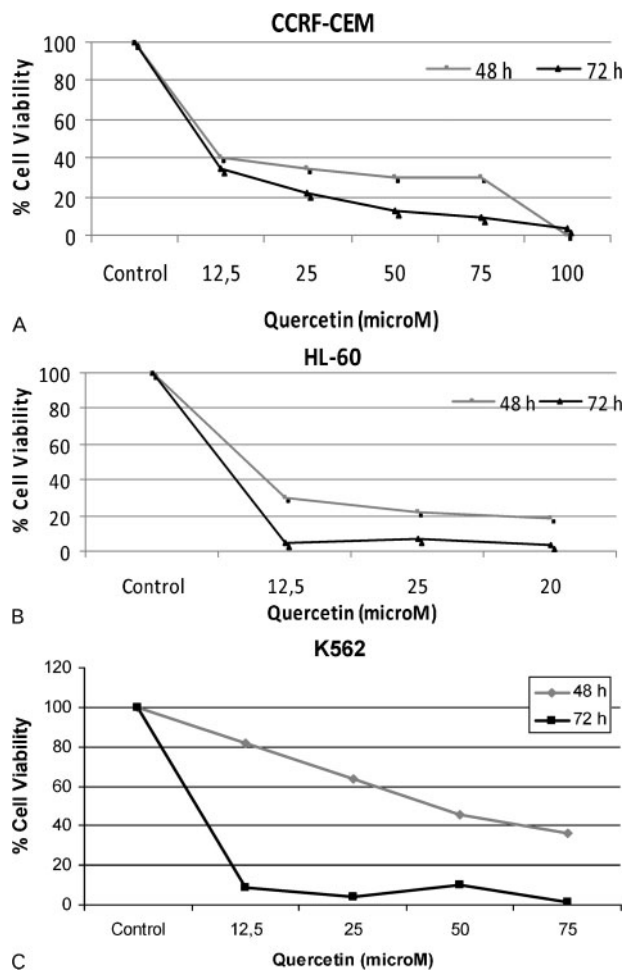 CCRF-CEM
48 h
72 h
100
80
60
40
20
0
% Cell Viability
Control
12,5
25
50
75
100
Quercetin (microM)
A
HL-60
48 h
72 h
100
80
60
40
20
0
% Cell Viability
Control
12,5
25
20
Quercetin (microM)
B
K562
48 h
72 h
120
100
80
60
40
20
0
% Cell Viability
Control
12,5
25
50
75
Quercetin (microM)
C